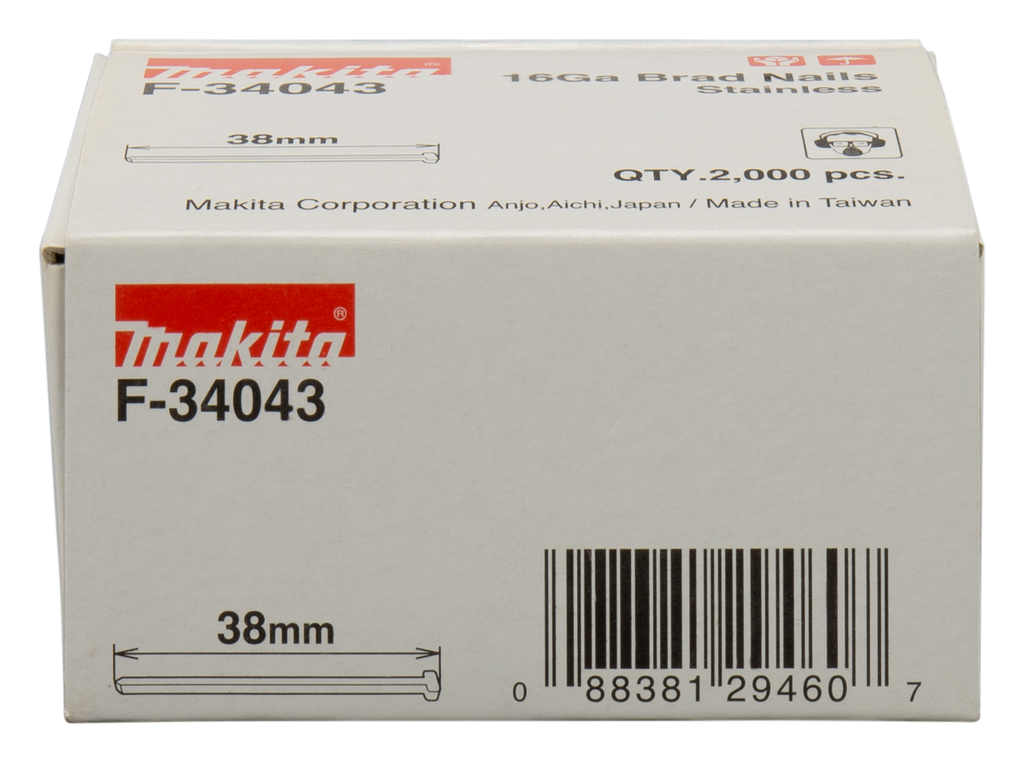 makita®
F-34043
16Ga Brad Nails
Stainless
38mm
QTY.2,000 pcs.
Makita Corporation Anjo,Aichi,Japan / Made in Taiwan
makita®
F-34043
38mm
0 88381 29460 7